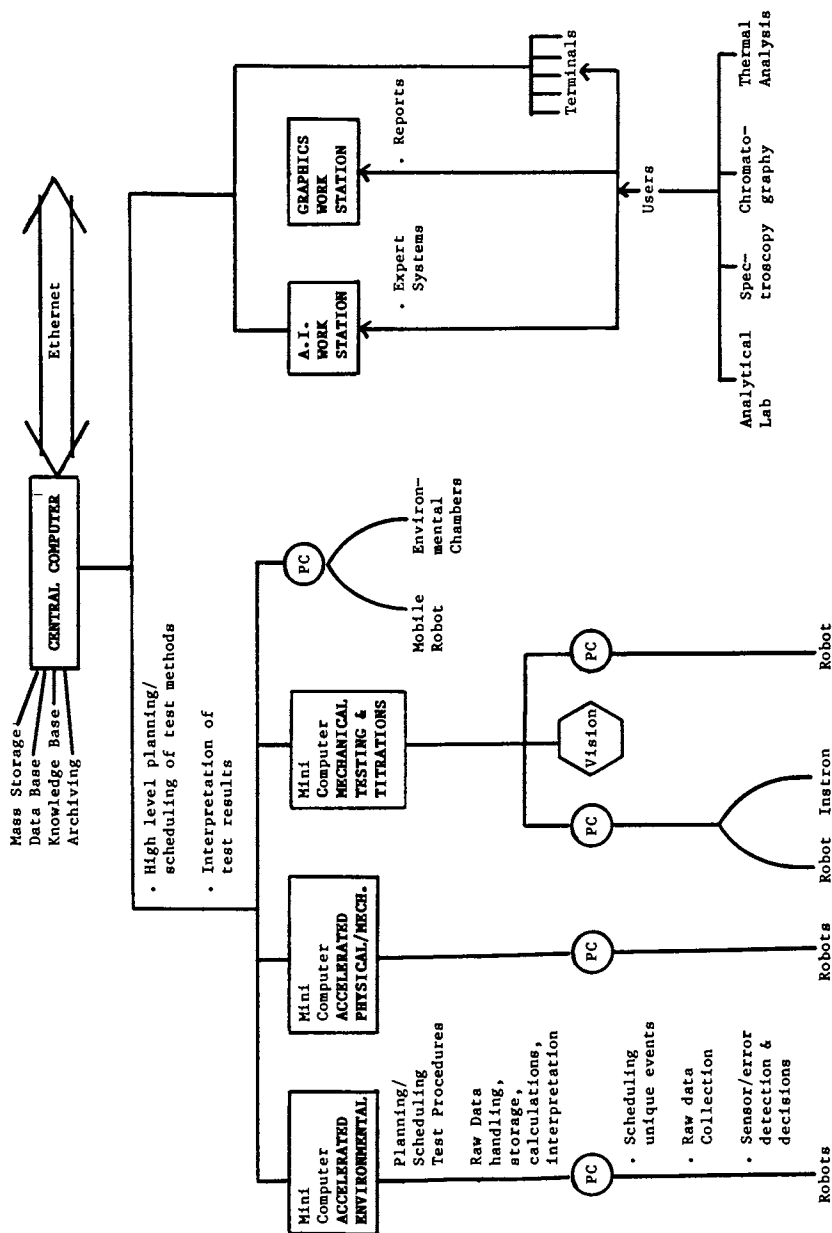 Mass Storage
Data Base
Knowledge Base
Archiving
CENTRAL COMPUTER
Ethernet
· High level planning/
scheduling of test methods
· Interpretation of
test results
Mini
Computer
ACCELERATED
ENVIRONMENTAL
Mini
Computer
ACCELERATED
PHYSICAL/MECH.
Mini
Computer
MECHANICAL
TESTING &
TITRATIONS
PC
A.I.
WORK
STATION
GRAPHICS
WORK
STATION
Planning/
Scheduling
Test Procedures
Raw Data
handling,
storage,
calculations,
interpretation
Mobile
Robot
Environ-
mental
Chambers
· Expert
Systems
· Reports
Terminals
PC
PC
PC
Vision
PC
Users
· Scheduling
unique events
· Raw data
Collection
· Sensor/error
detection &
decisions
Robots
Robots
Robot
Instron
Robot
Analytical
Lab
Spec-
troscopy
Chromato-
graphy
Thermal
Analysis